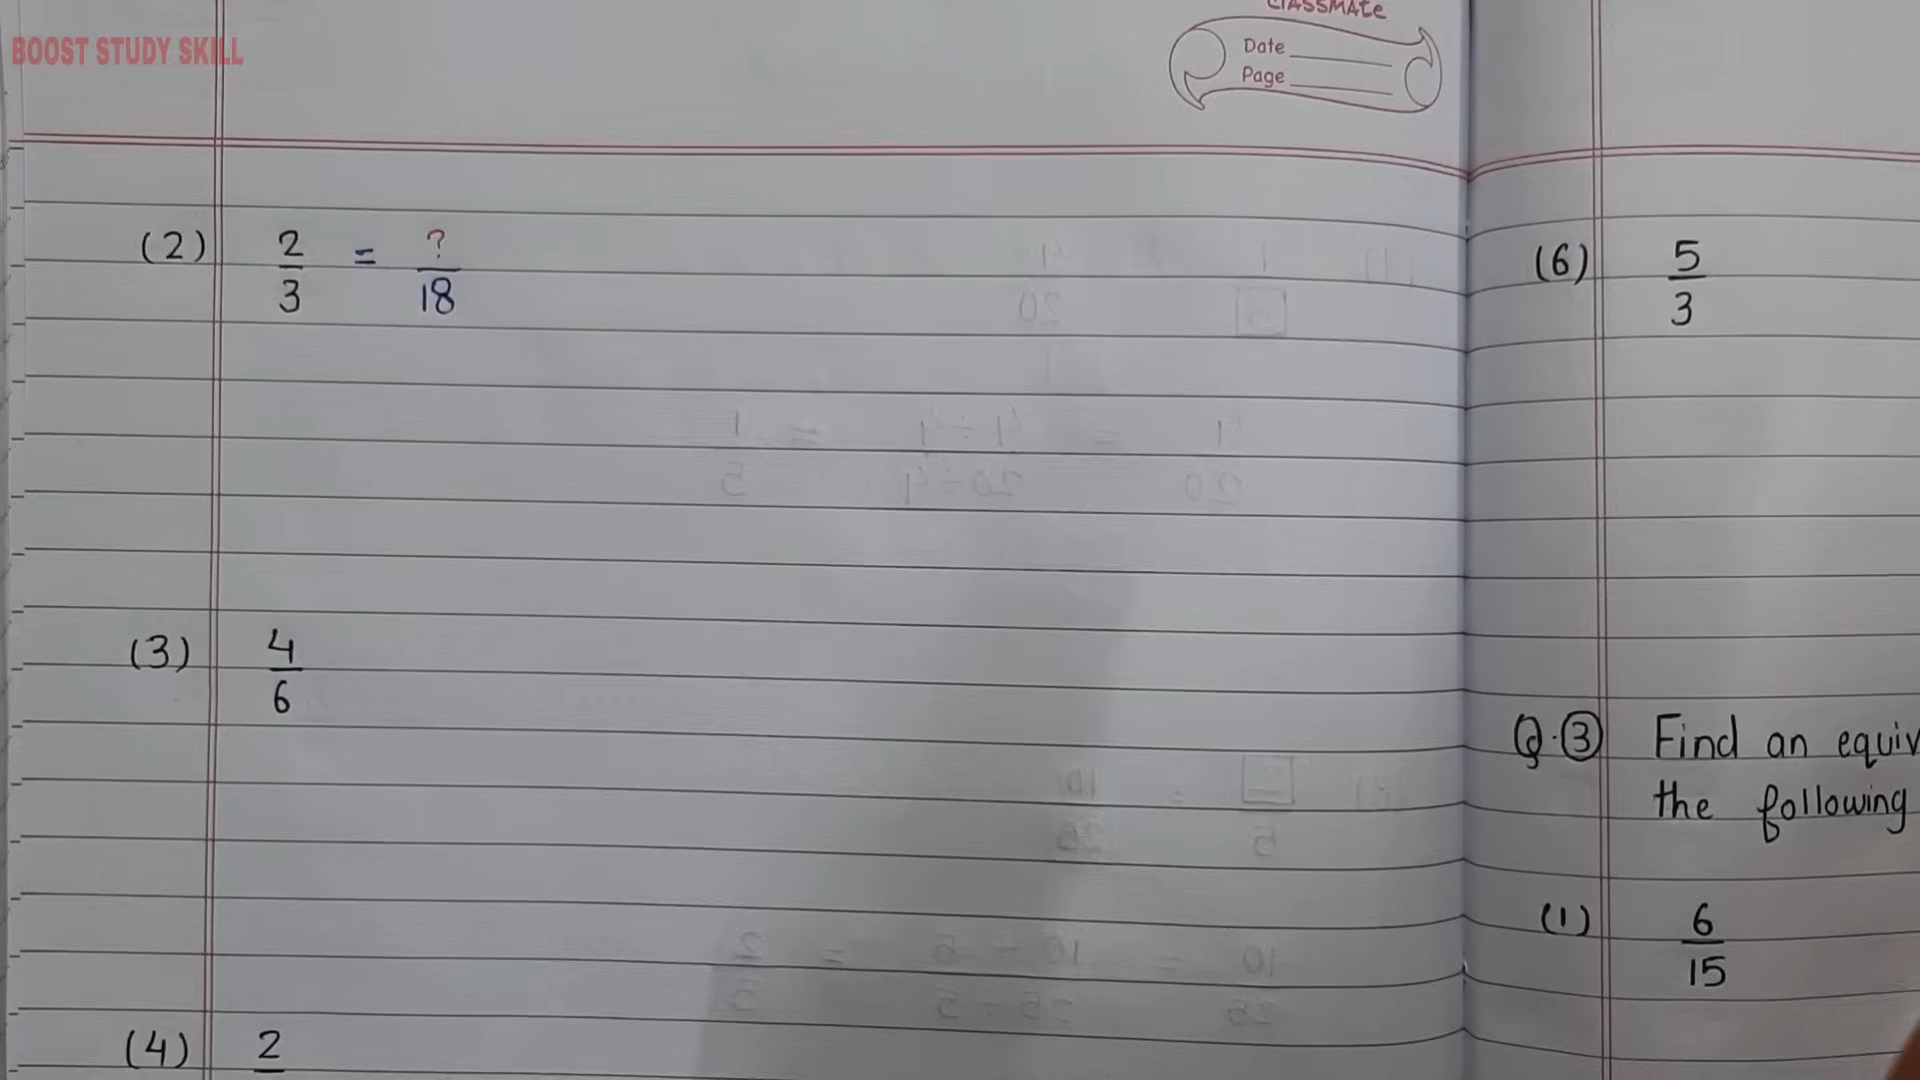 BOOST STUDY SKILL
CLASSMATE
Date
Page
(2) 2/3 = ?/18
(3) 4/6
(4) 2
(6) 5/3
Q.③ Find an equiv
the following
(1) 6/15